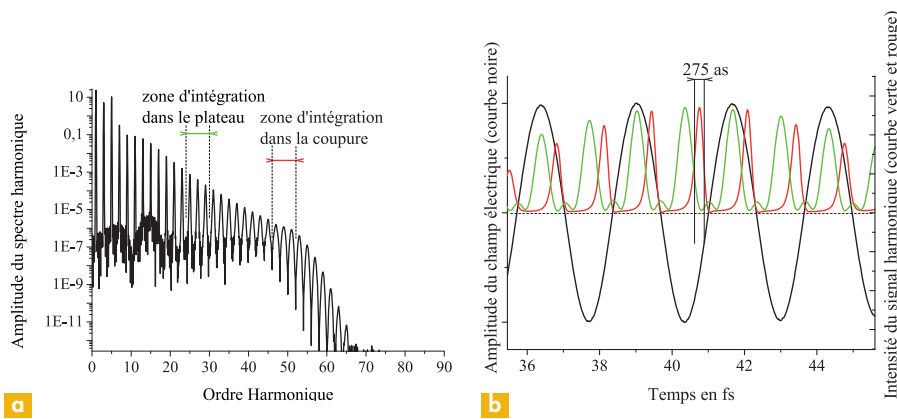 Amplitude du spectre harmonique
10
0,1
1E-3
1E-5
1E-7
1E-9
1E-11
zone d'intégration
dans le plateau
zone d'intégration
dans la coupure
0 10 20 30 40 50 60 70 80 90
Ordre Harmonique
a
Amplitude du champ électrique (courbe noire)
275 as
36 38 40 42 44
Temps en fs
Intensité du signal harmonique (courbe verte et rouge)
b